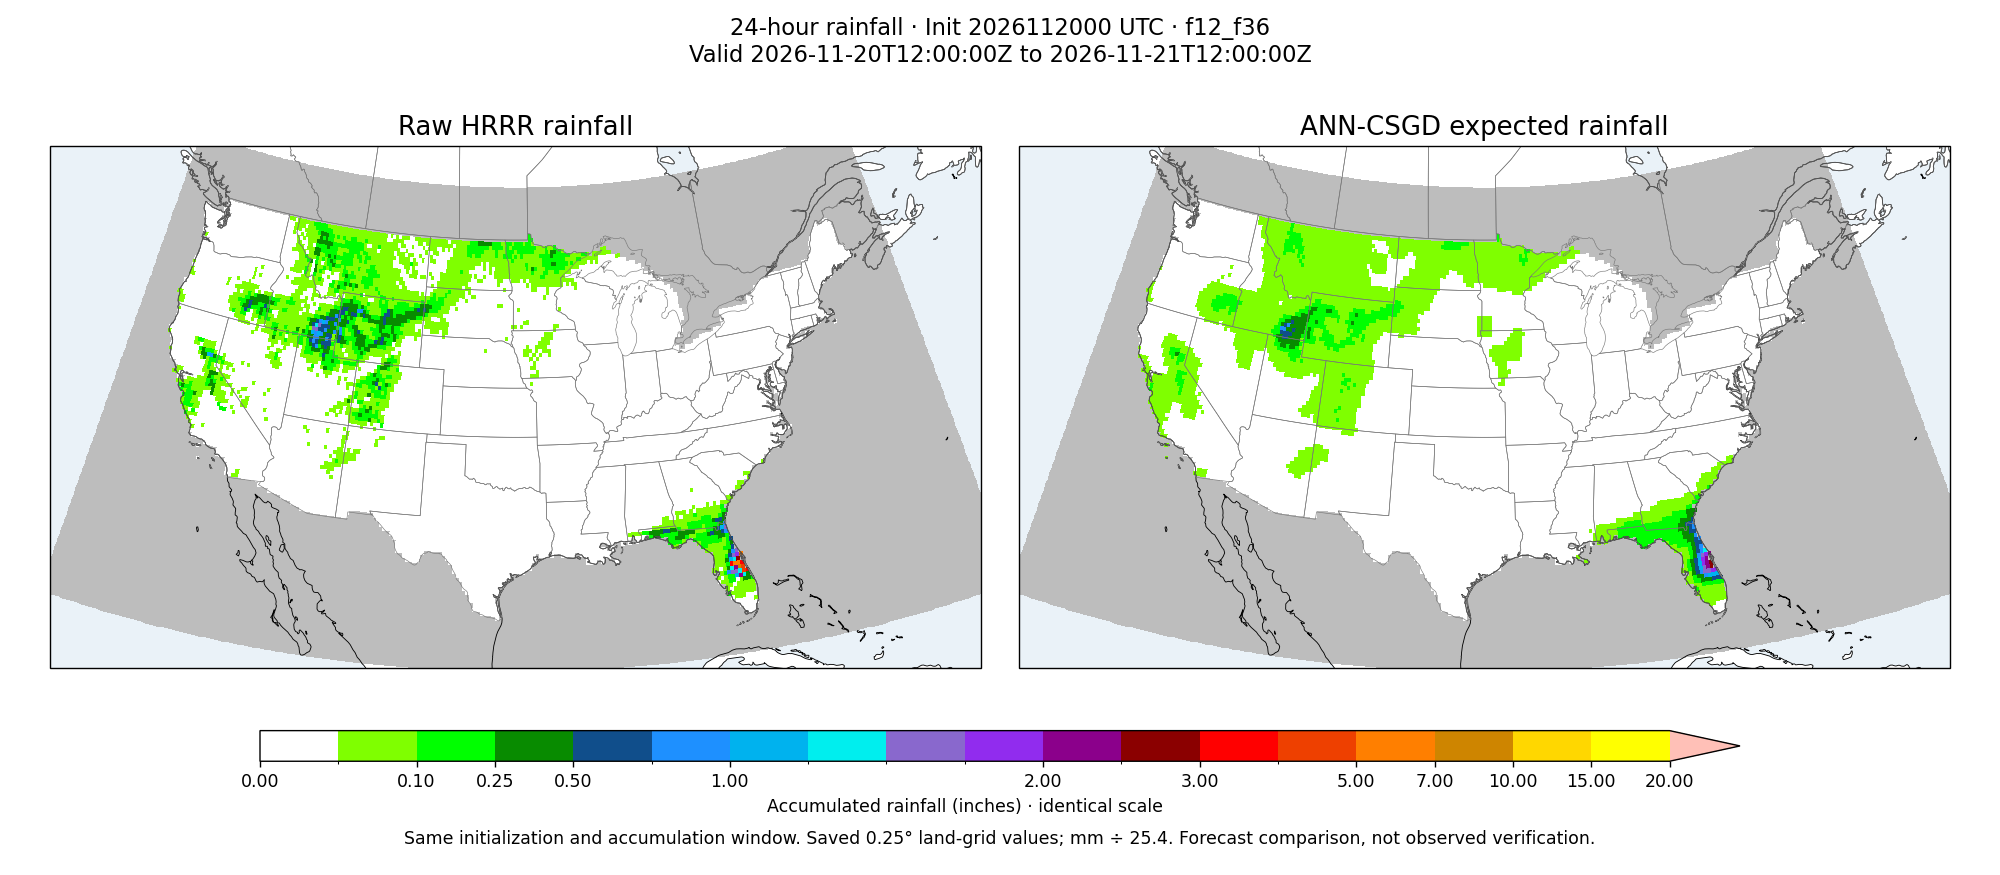 24-hour rainfall · Init 2026112000 UTC · f12_f36
Valid 2026-11-20T12:00:00Z to 2026-11-21T12:00:00Z
Raw HRRR rainfall
ANN-CSGD expected rainfall
0.00 0.10 0.25 0.50 1.00 2.00 3.00 5.00 7.00 10.00 15.00 20.00
Accumulated rainfall (inches) · identical scale
Same initialization and accumulation window. Saved 0.25° land-grid values; mm ÷ 25.4. Forecast comparison, not observed verification.